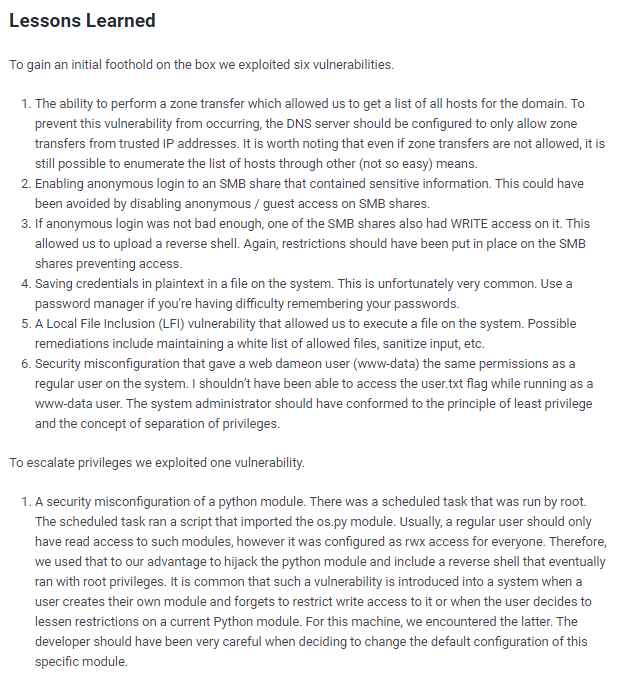 Lessons Learned
To gain an initial foothold on the box we exploited six vulnerabilities.
1. The ability to perform a zone transfer which allowed us to get a list of all hosts for the domain. To
prevent this vulnerability from occurring, the DNS server should be configured to only allow zone
transfers from trusted IP addresses. It is worth noting that even if zone transfers are not allowed, it is
still possible to enumerate the list of hosts through other (not so easy) means.
2. Enabling anonymous login to an SMB share that contained sensitive information. This could have
been avoided by disabling anonymous / guest access on SMB shares.
3. If anonymous login was not bad enough, one of the SMB shares also had WRITE access on it. This
allowed us to upload a reverse shell. Again, restrictions should have been put in place on the SMB
shares preventing access.
4. Saving credentials in plaintext in a file on the system. This is unfortunately very common. Use a
password manager if you're having difficulty remembering your passwords.
5. A Local File Inclusion (LFI) vulnerability that allowed us to execute a file on the system. Possible
remediations include maintaining a white list of allowed files, sanitize input, etc.
6. Security misconfiguration that gave a web dameon user (www-data) the same permissions as a
regular user on the system. I shouldn't have been able to access the user.txt flag while running as a
www-data user. The system administrator should have conformed to the principle of least privilege
and the concept of separation of privileges.
To escalate privileges we exploited one vulnerability.
1. A security misconfiguration of a python module. There was a scheduled task that was run by root.
The scheduled task ran a script that imported the os.py module. Usually, a regular user should only
have read access to such modules, however it was configured as rwx access for everyone. Therefore,
we used that to our advantage to hijack the python module and include a reverse shell that eventually
ran with root privileges. It is common that such a vulnerability is introduced into a system when a
user creates their own module and forgets to restrict write access to it or when the user decides to
lessen restrictions on a current Python module. For this machine, we encountered the latter. The
developer should have been very careful when deciding to change the default configuration of this
specific module.